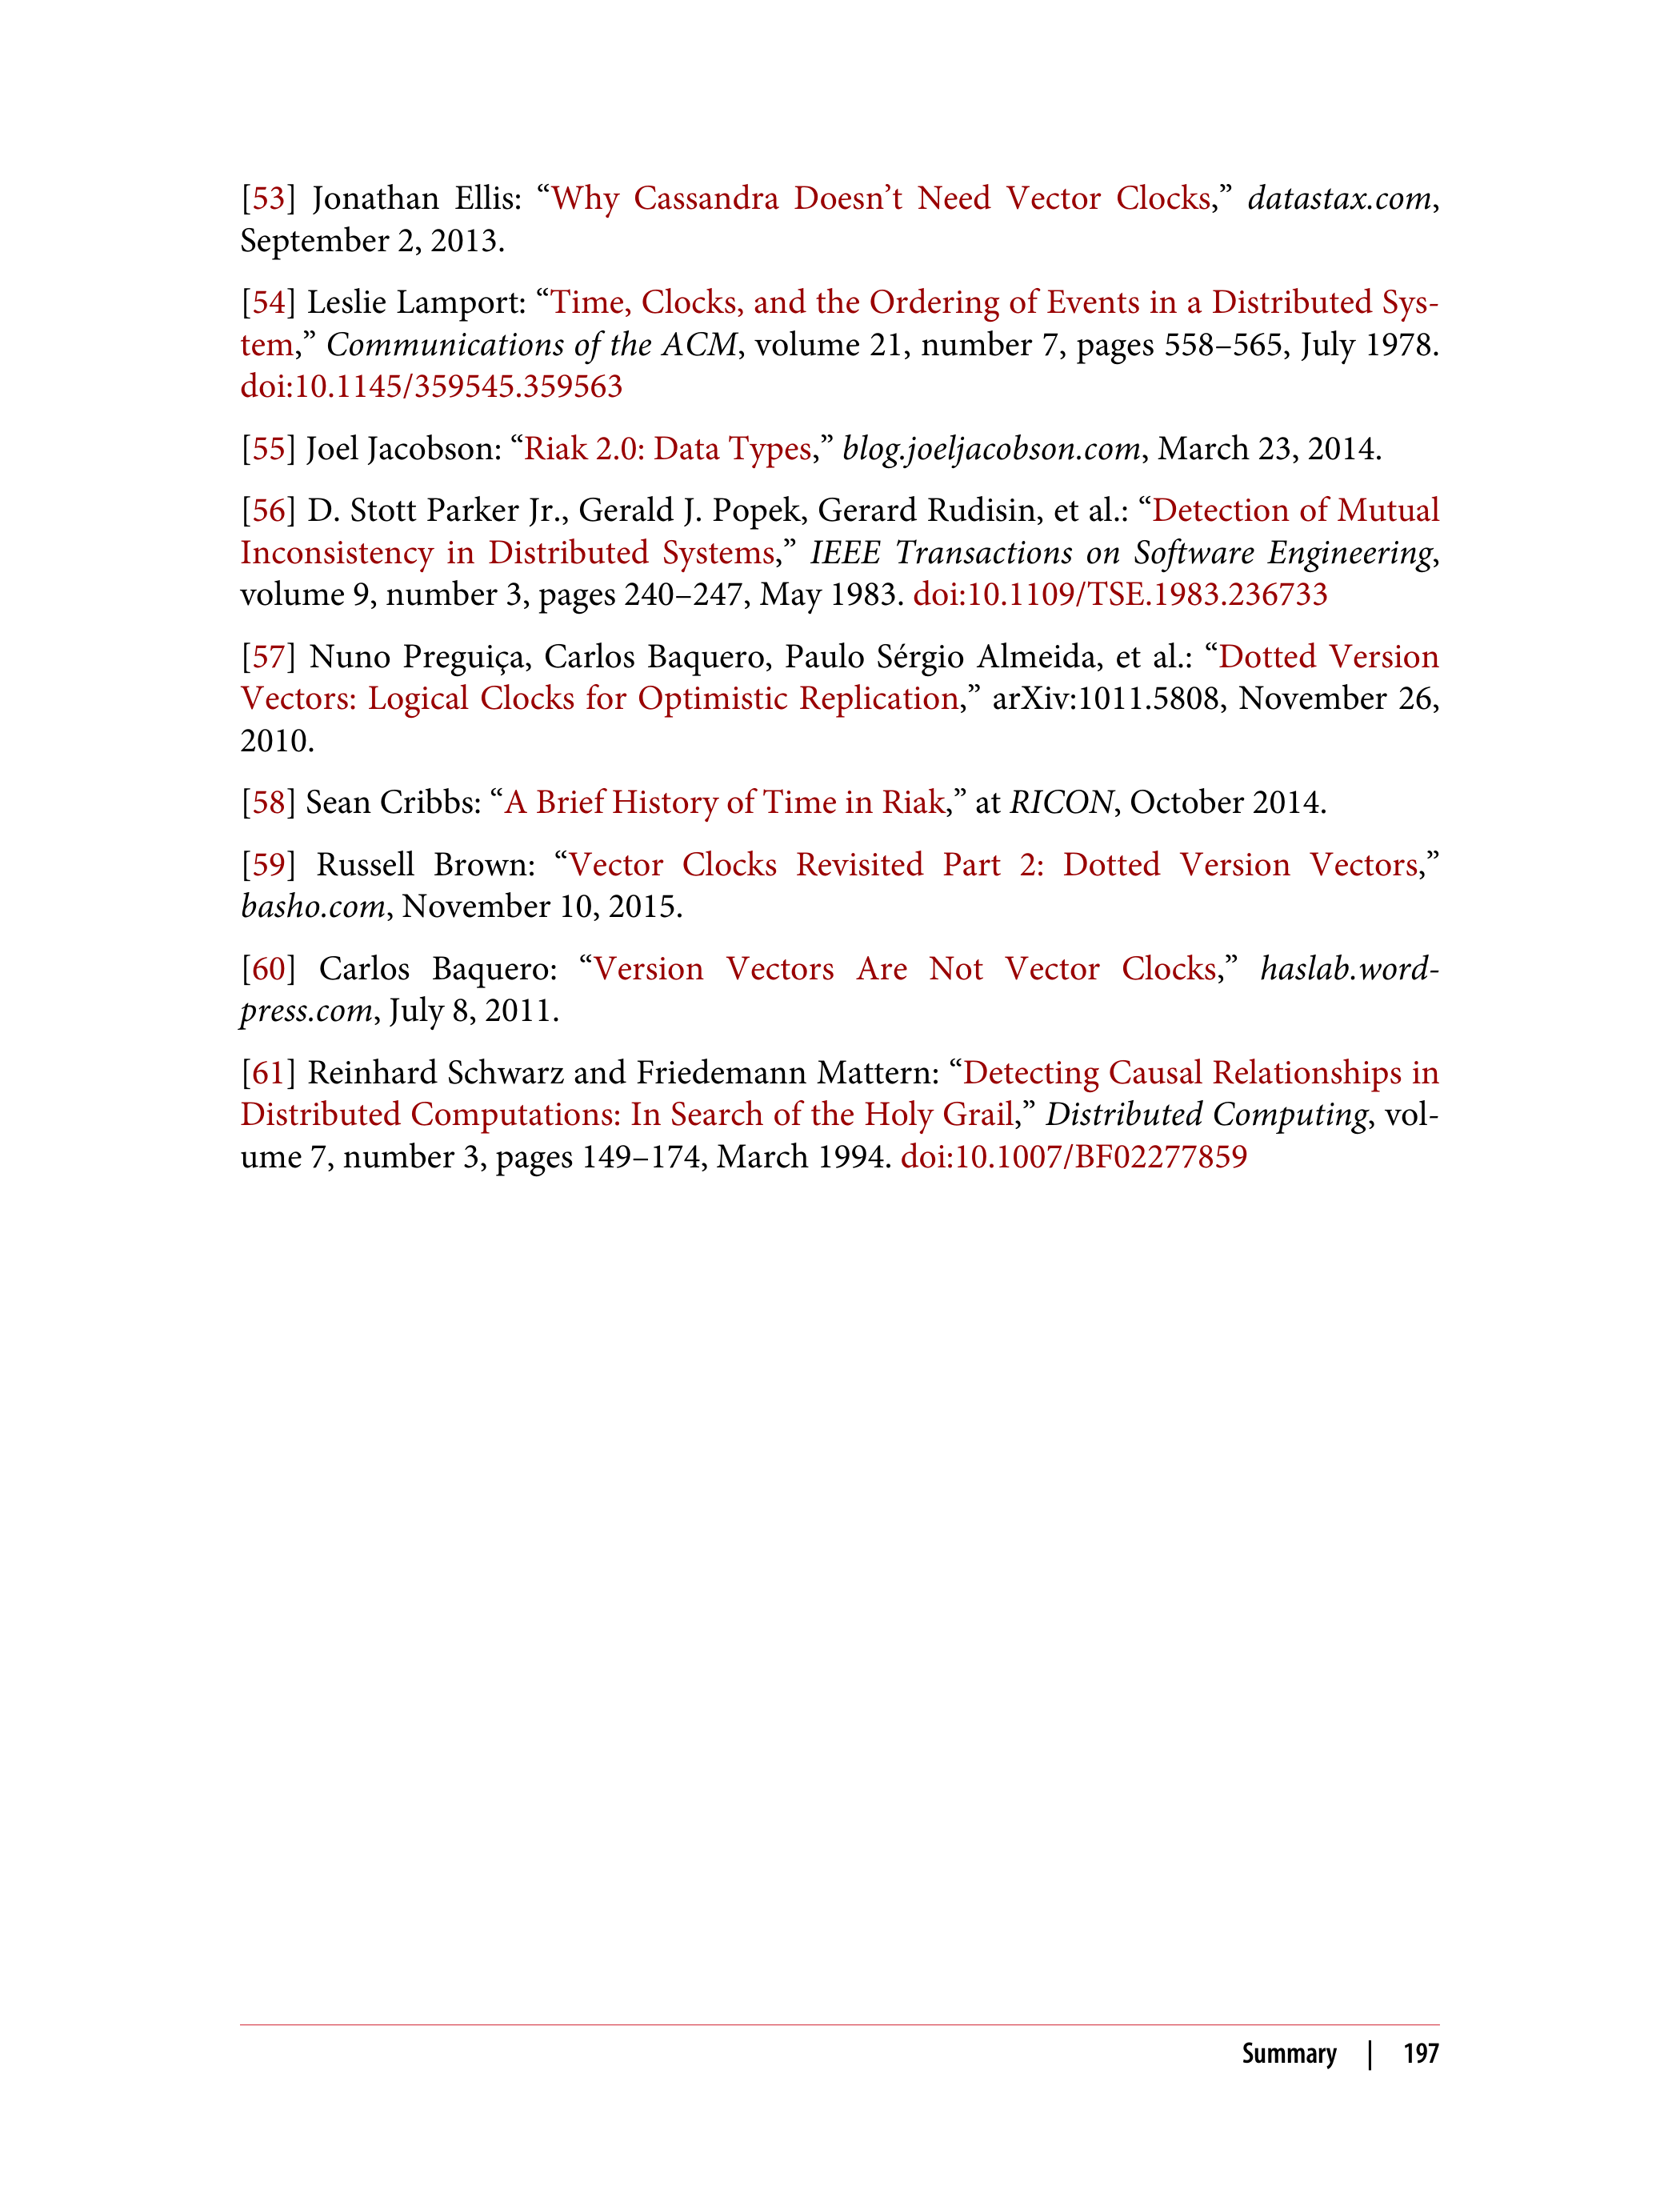 [53] Jonathan Ellis: “Why Cassandra Doesn’t Need Vector Clocks,” datastax.com,
September 2, 2013.
[54] Leslie Lamport: “Time, Clocks, and the Ordering of Events in a Distributed Sys-
tem,” Communications of the ACM, volume 21, number 7, pages 558–565, July 1978.
doi:10.1145/359545.359563
[55] Joel Jacobson: “Riak 2.0: Data Types,” blog.joeljacobson.com, March 23, 2014.
[56] D. Stott Parker Jr., Gerald J. Popek, Gerard Rudisin, et al.: “Detection of Mutual
Inconsistency in Distributed Systems,” IEEE Transactions on Software Engineering,
volume 9, number 3, pages 240–247, May 1983. doi:10.1109/TSE.1983.236733
[57] Nuno Preguiça, Carlos Baquero, Paulo Sérgio Almeida, et al.: “Dotted Version
Vectors: Logical Clocks for Optimistic Replication,” arXiv:1011.5808, November 26,
2010.
[58] Sean Cribbs: “A Brief History of Time in Riak,” at RICON, October 2014.
[59] Russell Brown: “Vector Clocks Revisited Part 2: Dotted Version Vectors,”
basho.com, November 10, 2015.
[60] Carlos Baquero: “Version Vectors Are Not Vector Clocks,” haslab.word-
press.com, July 8, 2011.
[61] Reinhard Schwarz and Friedemann Mattern: “Detecting Causal Relationships in
Distributed Computations: In Search of the Holy Grail,” Distributed Computing, vol-
ume 7, number 3, pages 149–174, March 1994. doi:10.1007/BF02277859
Summary | 197